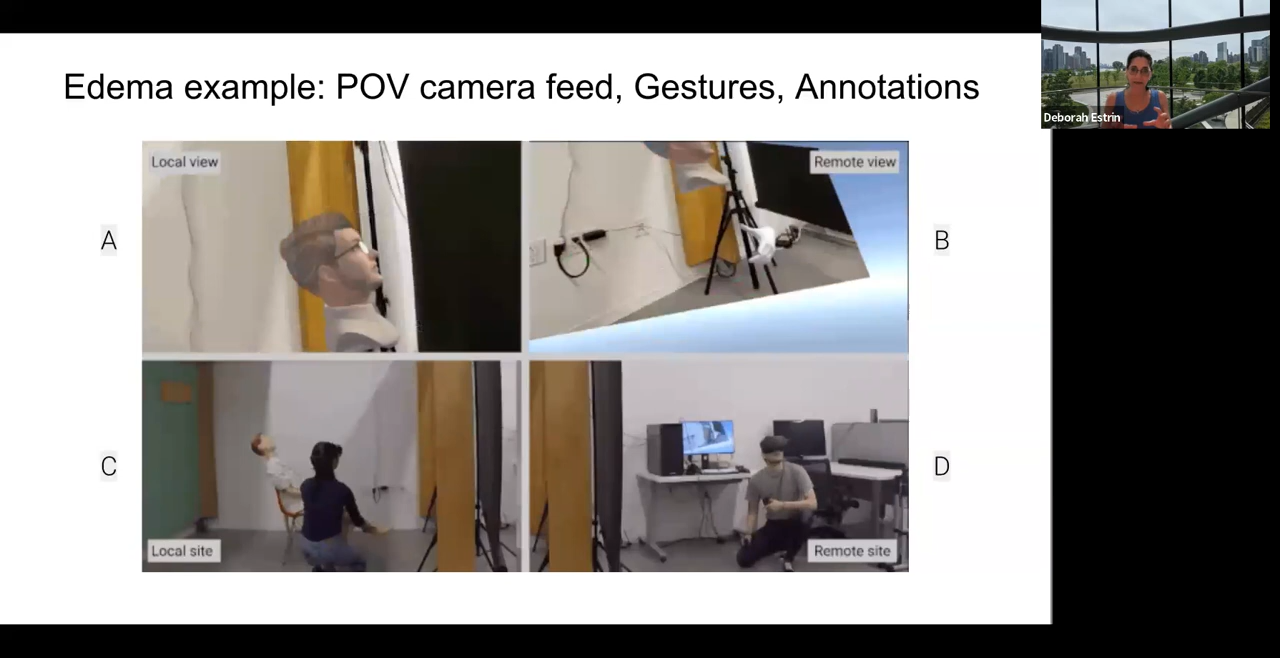 Edema example: POV camera feed, Gestures, Annotations
Deborah Estrin
Local view
Remote view
A
B
C
D
Local site
Remote site